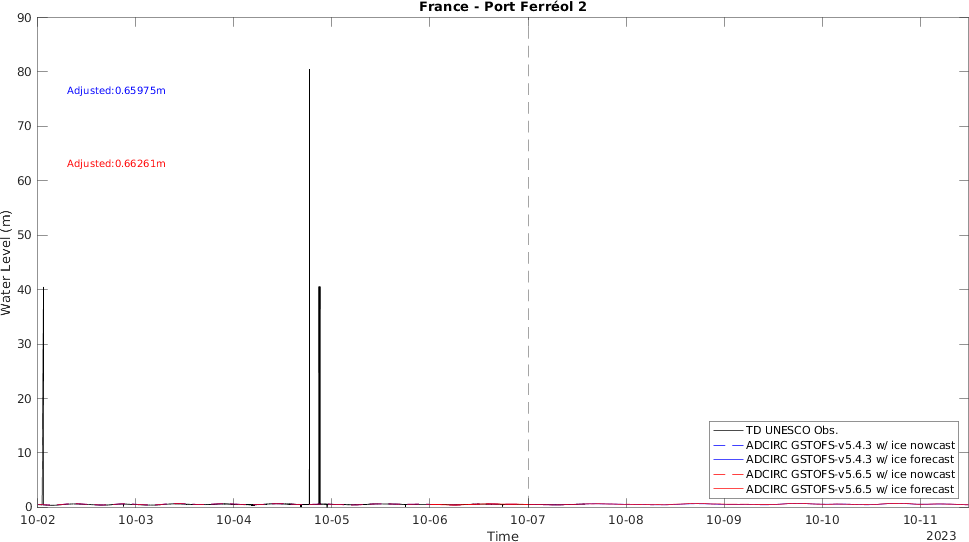 France - Port Ferréol 2
90
80
70
60
50
40
30
20
10
0
Water Level (m)
Adjusted:0.65975m
Adjusted:0.66261m
TD UNESCO Obs.
ADCIRC GSTOFS-v5.4.3 w/ ice nowcast
ADCIRC GSTOFS-v5.4.3 w/ ice forecast
ADCIRC GSTOFS-v5.6.5 w/ ice nowcast
ADCIRC GSTOFS-v5.6.5 w/ ice forecast
10-02 10-03 10-04 10-05 10-06 10-07 10-08 10-09 10-10 10-11
Time
2023